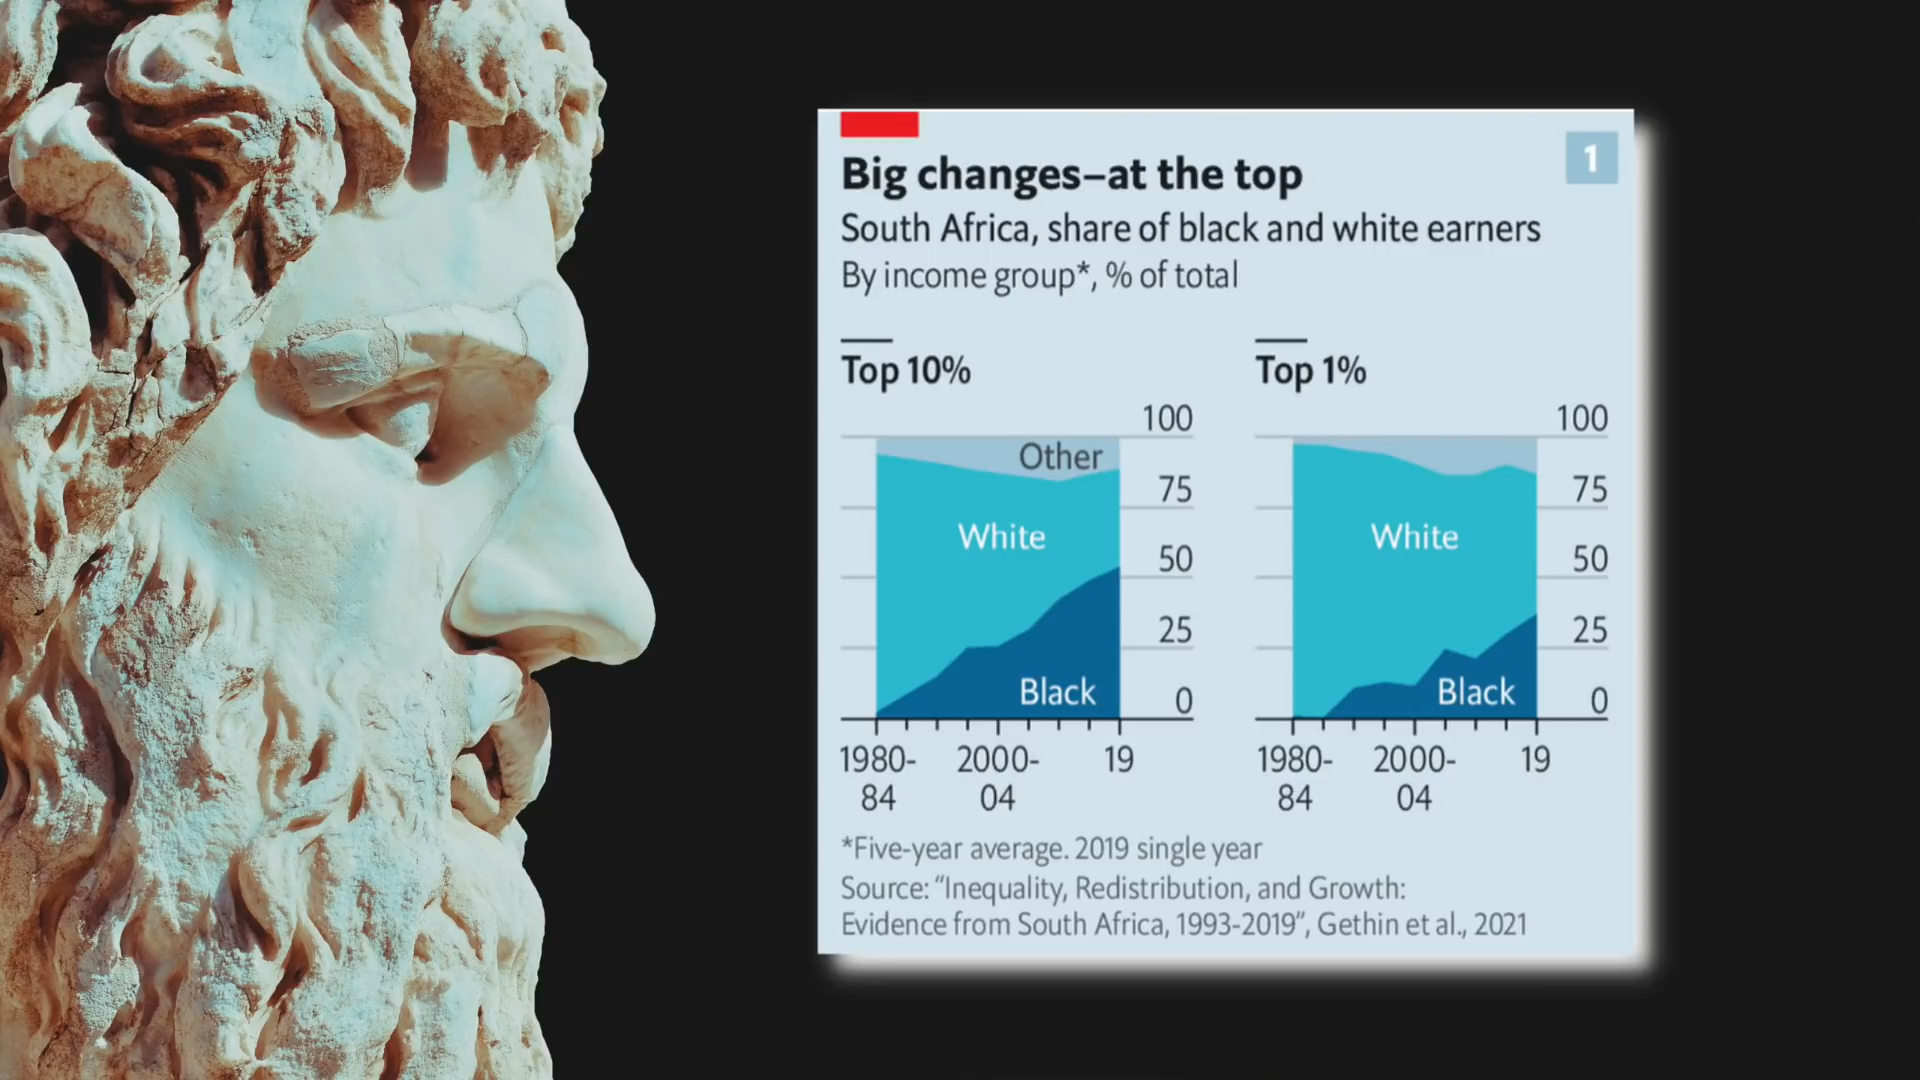 1
Big changes–at the top
South Africa, share of black and white earners
By income group*, % of total
Top 10%
100
Other
75
White
50
25
Black
0
1980-
84
2000-
04
19
Top 1%
100
75
White
50
25
Black
0
1980-
84
2000-
04
19
*Five-year average. 2019 single year
Source: “Inequality, Redistribution, and Growth:
Evidence from South Africa, 1993-2019”, Gethin et al., 2021